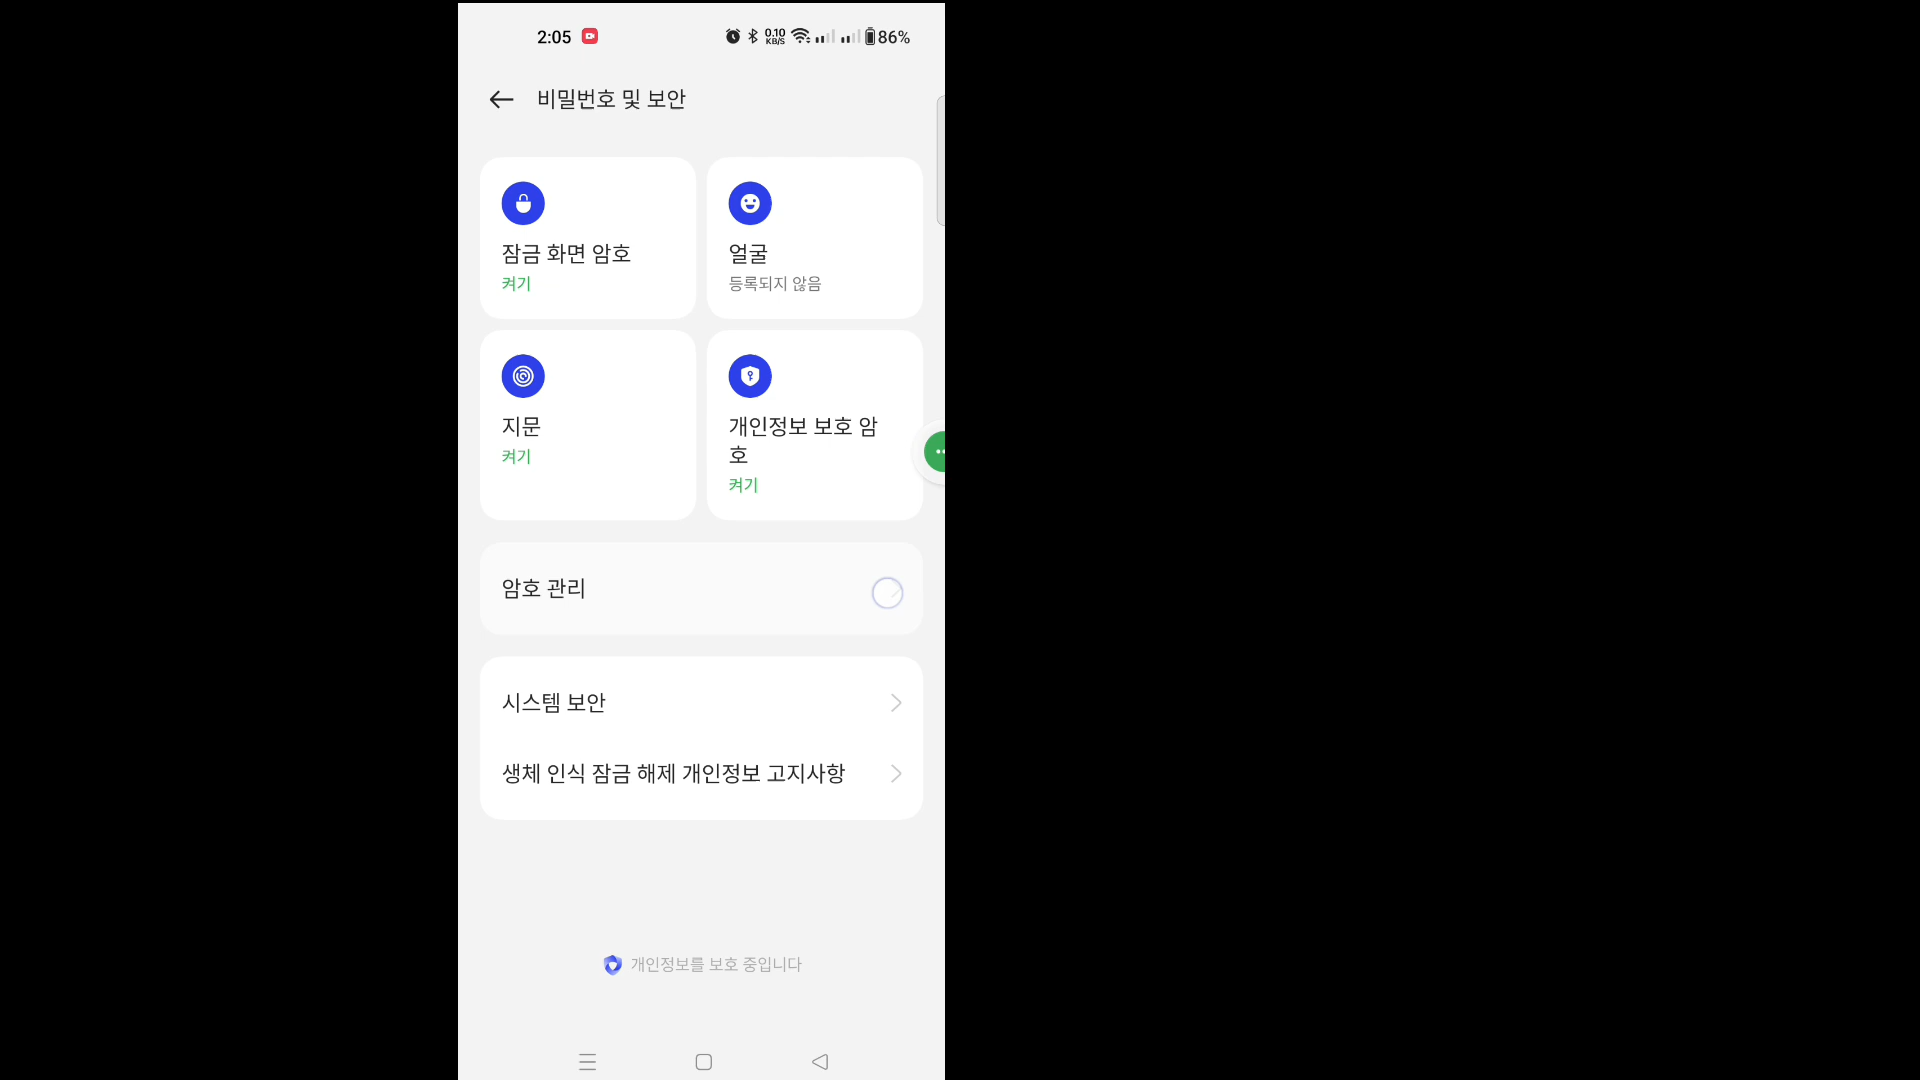 2:05
0.10
KB/S
86%
비밀번호 및 보안
잠금 화면 암호
켜기
얼굴
등록되지 않음
지문
켜기
개인정보 보호 암
호
켜기
암호 관리
시스템 보안
생체 인식 잠금 해제 개인정보 고지사항
개인정보를 보호 중입니다